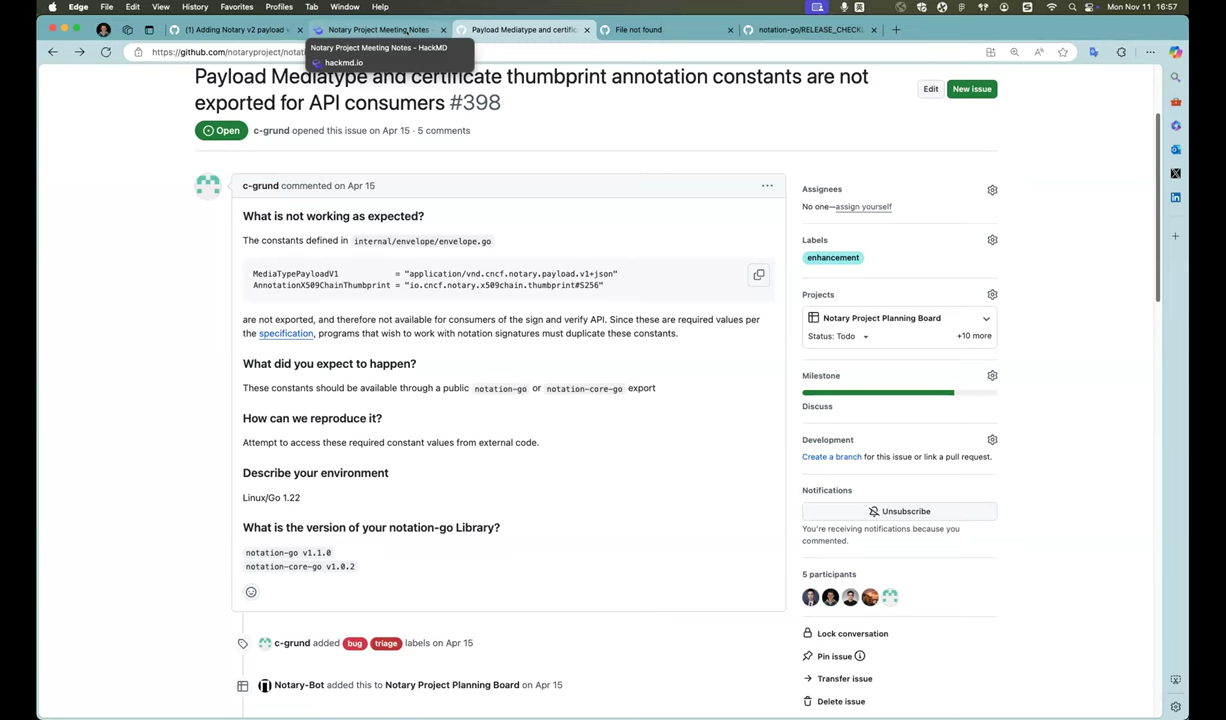 Edge File Edit View History Favorites Profiles Tab Window Help Mon Nov 11 16:57
(1) Adding Notary v2 payload v
Notary Project Meeting Notes
Payload Mediatype and certific
File not found
notation-go/RELEASE_CHECKL
https://github.com/notaryproject/notati
Notary Project Meeting Notes - HackMD
hackmd.io
Payload Mediatype and certificate thumbprint annotation constants are not
exported for API consumers #398
Edit
New issue
Open c-grund opened this issue on Apr 15 · 5 comments
c-grund commented on Apr 15
What is not working as expected?
The constants defined in internal/envelope/envelope.go
MediaTypePayloadV1 = "application/vnd.cncf.notary.payload.v1+json"
AnnotationX509ChainThumbprint = "io.cncf.notary.x509chain.thumbprint#S256"
are not exported, and therefore not available for consumers of the sign and verify API. Since these are required values per
the specification, programs that wish to work with notation signatures must duplicate these constants.
What did you expect to happen?
These constants should be available through a public notation-go or notation-core-go export
How can we reproduce it?
Attempt to access these required constant values from external code.
Describe your environment
Linux/Go 1.22
What is the version of your notation-go Library?
notation-go v1.1.0
notation-core-go v1.0.2
c-grund added bug triage labels on Apr 15
Notary-Bot added this to Notary Project Planning Board on Apr 15
Assignees
No one—assign yourself
Labels
enhancement
Projects
Notary Project Planning Board
Status: Todo +10 more
Milestone
Discuss
Development
Create a branch for this issue or link a pull request.
Notifications
Unsubscribe
You're receiving notifications because you
commented.
5 participants
Lock conversation
Pin issue
Transfer issue
Delete issue